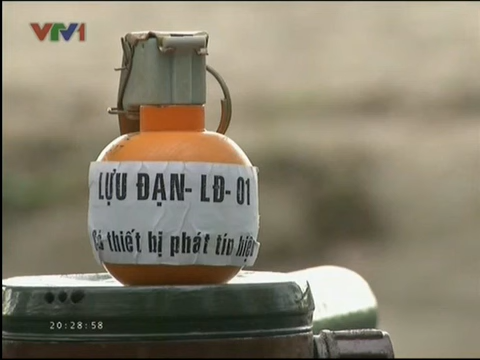 VTV1
LỰU ĐẠN- LĐ- 01
Có thiết bị phát tín hiệu
20:28:58